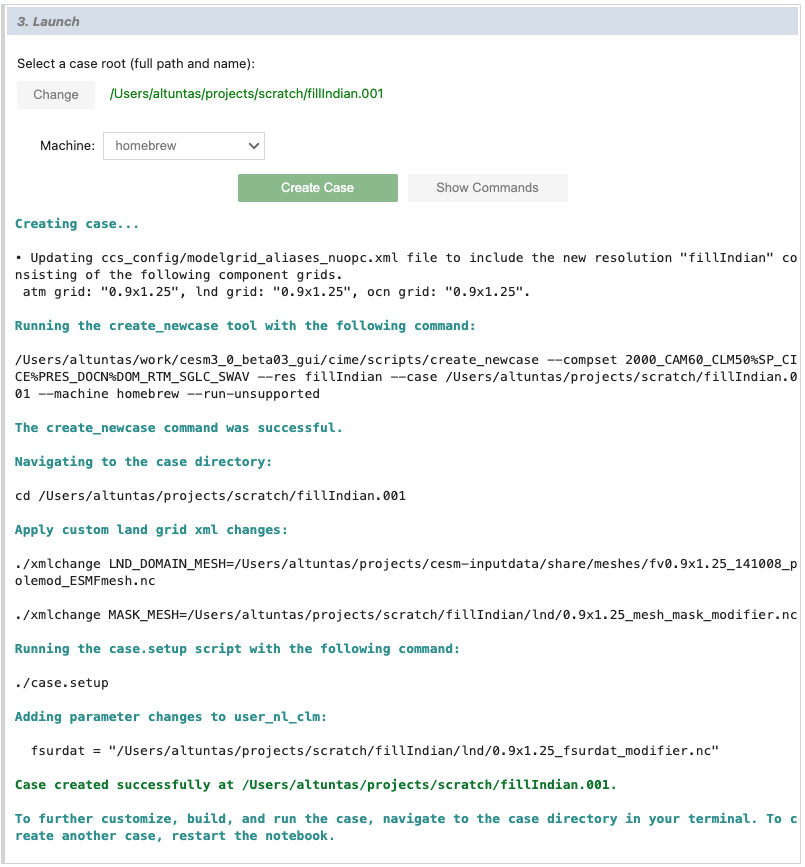 3. Launch
Select a case root (full path and name):
Change /Users/altuntas/projects/scratch/fillIndian.001
Machine: homebrew
Create Case Show Commands
Creating case...
• Updating ccs_config/modelgrid_aliases_nuopc.xml file to include the new resolution "fillIndian" co
nsisting of the following component grids.
atm grid: "0.9x1.25", lnd grid: "0.9x1.25", ocn grid: "0.9x1.25".
Running the create_newcase tool with the following command:
/Users/altuntas/work/cesm3_0_beta03_gui/cime/scripts/create_newcase --compset 2000_CAM60_CLM50%SP_CI
CE%PRES_DOCN%DOM_RTM_SGLC_SWAV --res fillIndian --case /Users/altuntas/projects/scratch/fillIndian.0
01 --machine homebrew --run-unsupported
The create_newcase command was successful.
Navigating to the case directory:
cd /Users/altuntas/projects/scratch/fillIndian.001
Apply custom land grid xml changes:
./xmlchange LND_DOMAIN_MESH=/Users/altuntas/projects/cesm-inputdata/share/meshes/fv0.9x1.25_141008_p
olemod_ESMFmesh.nc
./xmlchange MASK_MESH=/Users/altuntas/projects/scratch/fillIndian/lnd/0.9x1.25_mesh_mask_modifier.nc
Running the case.setup script with the following command:
./case.setup
Adding parameter changes to user_nl_clm:
fsurdat = "/Users/altuntas/projects/scratch/fillIndian/lnd/0.9x1.25_fsurdat_modifier.nc"
Case created successfully at /Users/altuntas/projects/scratch/fillIndian.001.
To further customize, build, and run the case, navigate to the case directory in your terminal. To c
reate another case, restart the notebook.